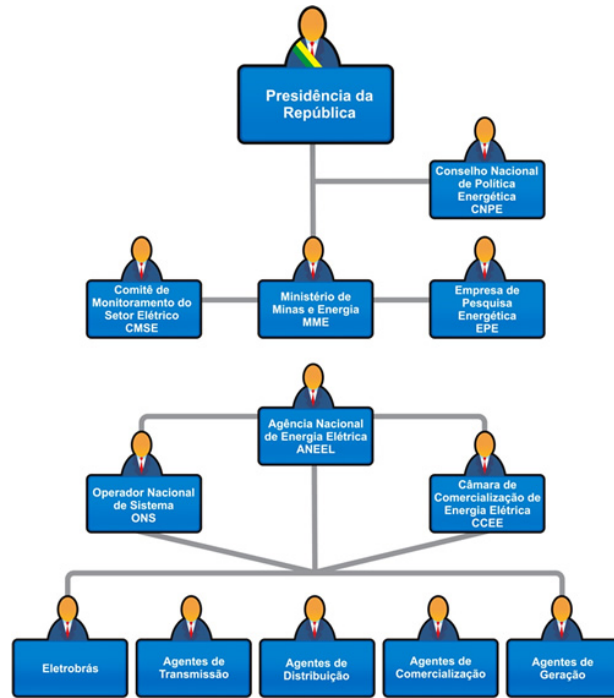 Presidência da
República
Conselho Nacional
de Política
Energética
CNPE
Comitê de
Monitoramento do
Setor Elétrico
CMSE
Ministério de
Minas e Energia
MME
Empresa de
Pesquisa
Energética
EPE
Agência Nacional
de Energia Elétrica
ANEEL
Operador Nacional
de Sistema
ONS
Câmara de
Comercialização de
Energia Elétrica
CCEE
Eletrobrás
Agentes de
Transmissão
Agentes de
Distribuição
Agentes de
Comercialização
Agentes de
Geração